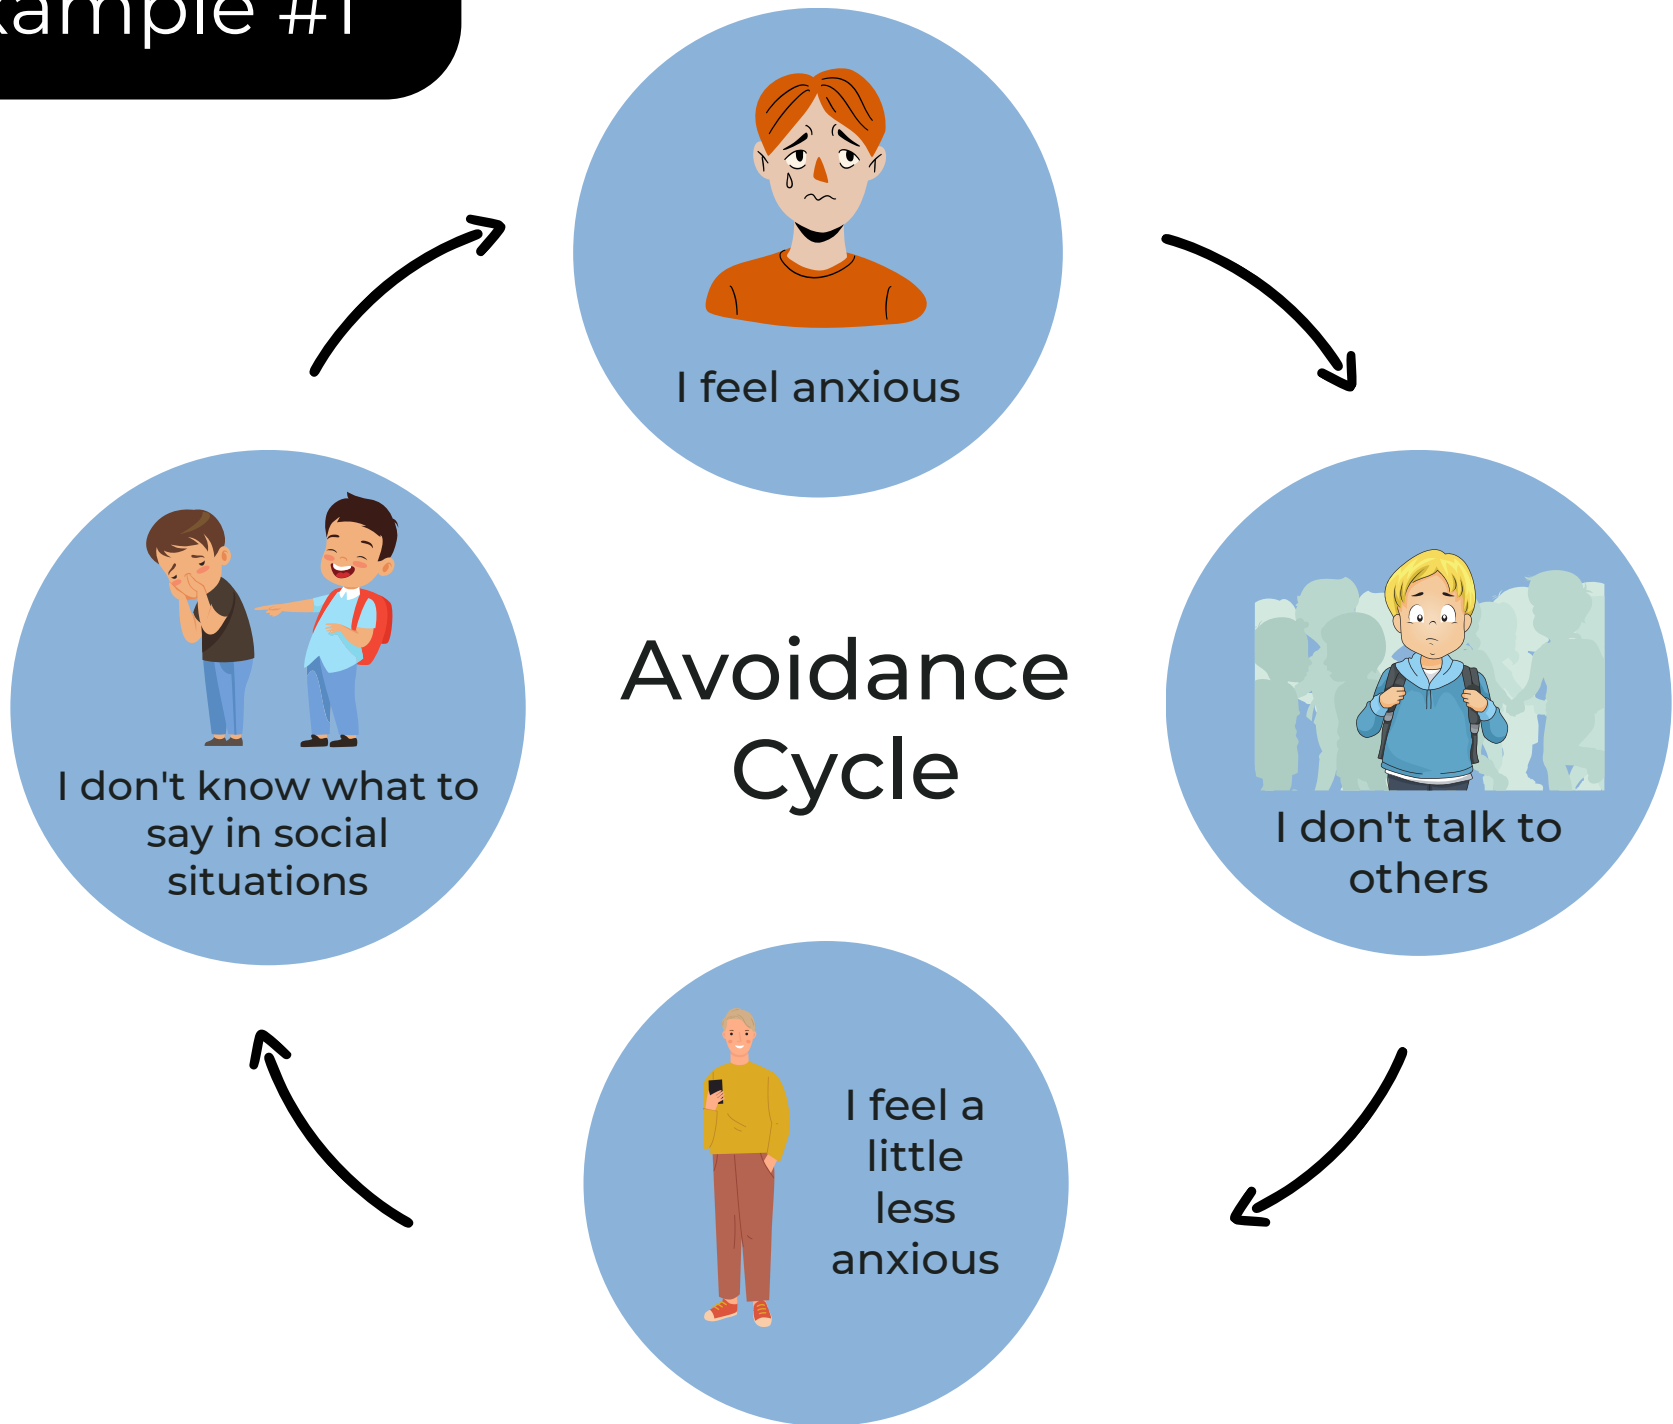 #1
I feel anxious
I don't talk to
others
I feel a
little
less
anxious
I don't know what to
say in social
situations
Avoidance
Cycle